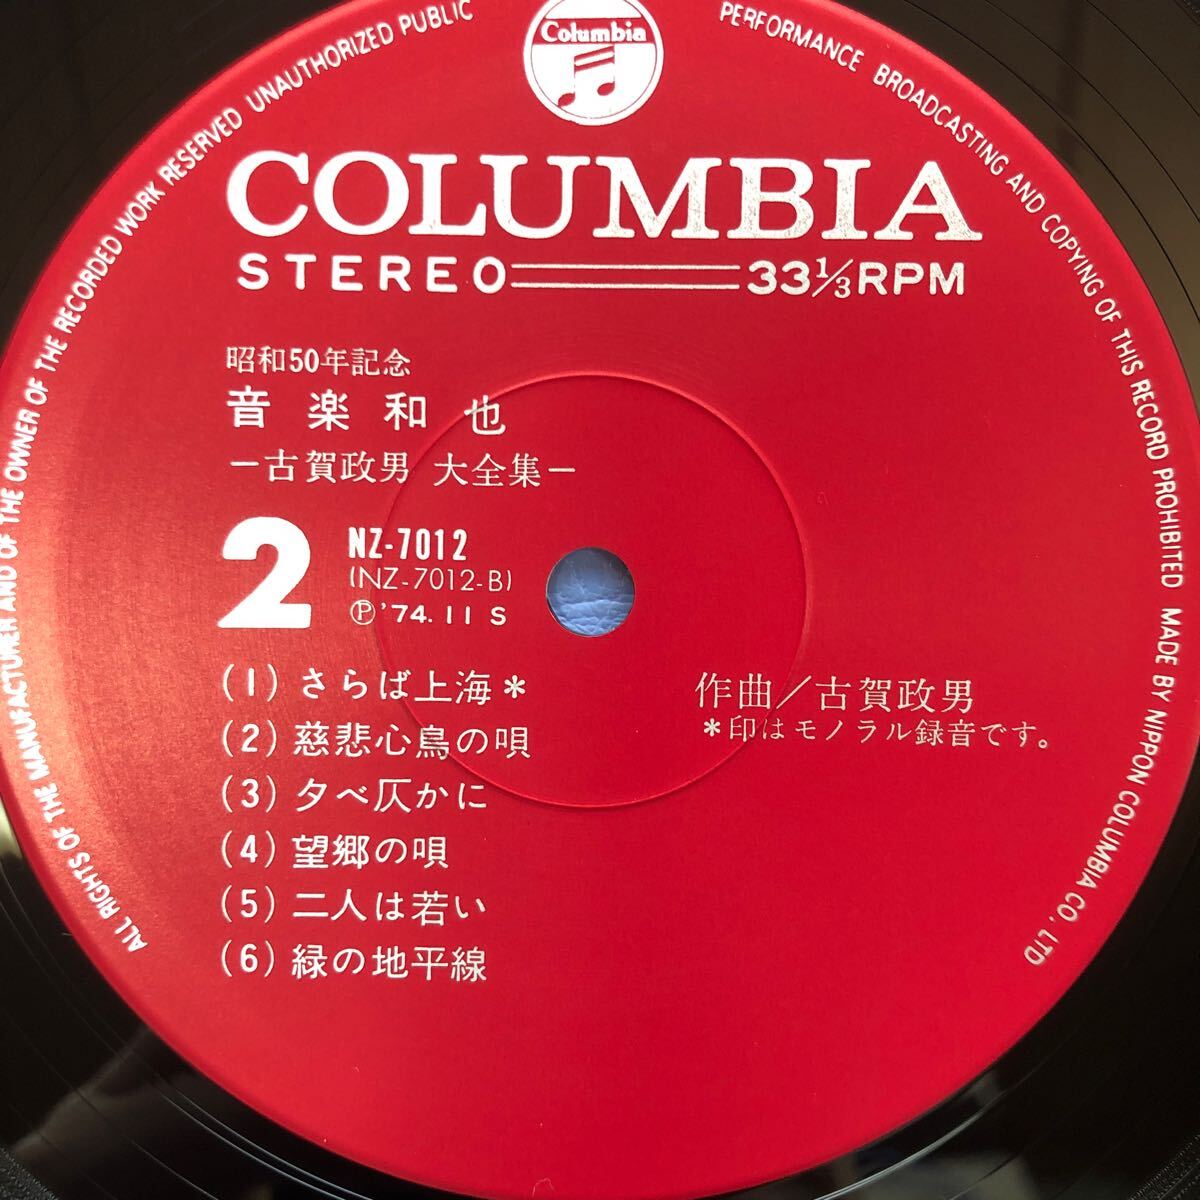 Columbia
ALL RIGHTS OF THE MANUFACTURER AND OF THE OWNER OF THE RECORDED WORK RESERVED UNAUTHORIZED PUBLIC PERFORMANCE BROADCASTING AND COPYING OF THIS RECORD PROHIBITED MADE BY NIPPON COLUMBIA CO., LTD
COLUMBIA
STEREO 33⅓RPM
昭和50年記念
音楽和也
−古賀政男 大全集−
2
NZ-7012
(NZ-7012-B)
Ⓟ'74.11 S
(1) さらば上海*
(2) 慈悲心鳥の唄
(3) 夕べ仄かに
(4) 望郷の唄
(5) 二人は若い
(6) 緑の地平線
作曲/古賀政男
*印はモノラル録音です。